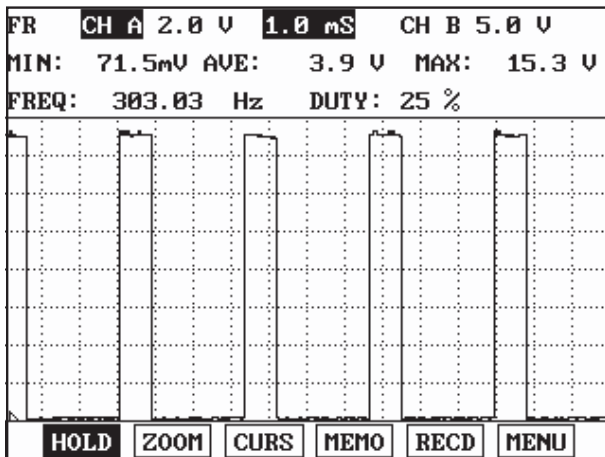 FR CH A 2.0 V 1.0 mS CH B 5.0 V
MIN: 71.5mV AVE: 3.9 V MAX: 15.3 V
FREQ: 303.03 Hz DUTY: 25 %
HOLD ZOOM CURS MEMO RECD MENU